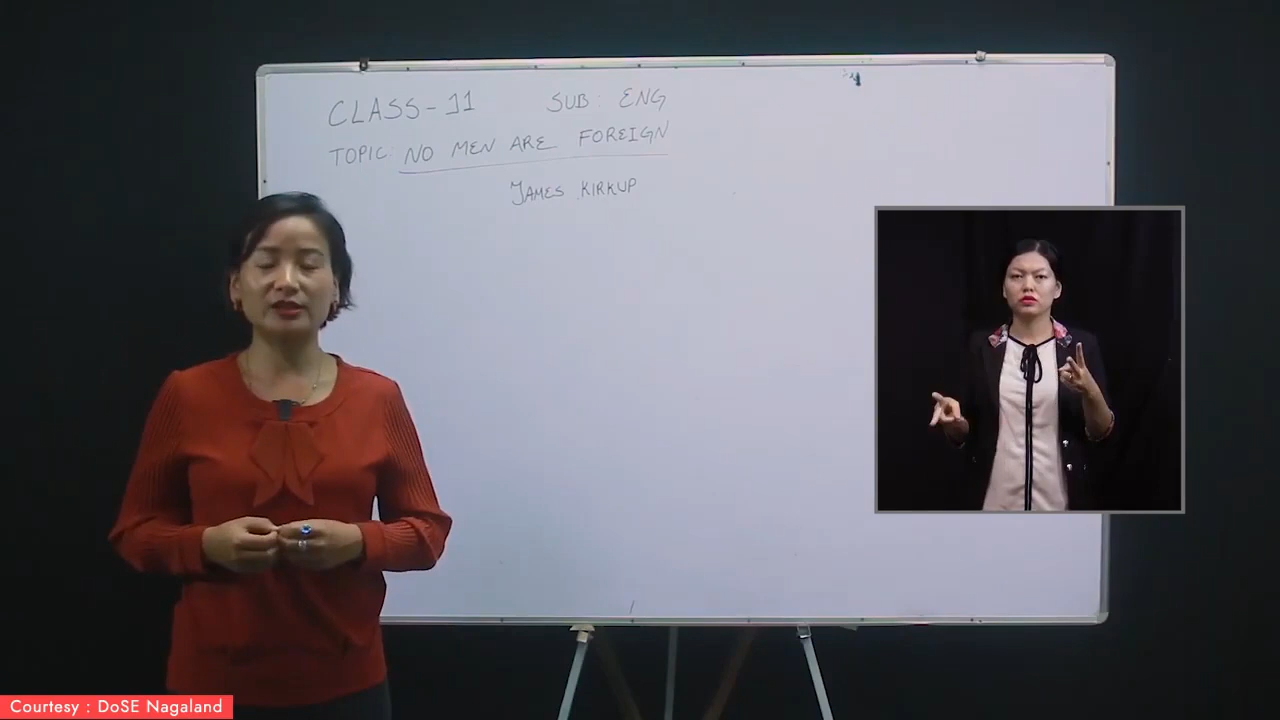 CLASS-11 SUB: ENG
TOPIC: NO MEN ARE FOREIGN
JAMES KIRKUP
Courtesy : DoSE Nagaland